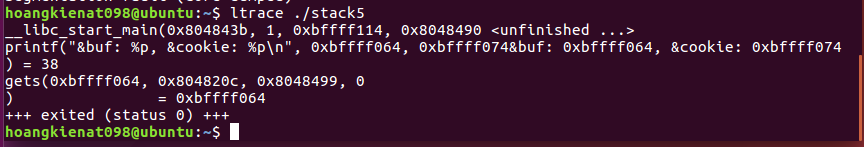 hoangkienat098@ubuntu:~$ ltrace ./stack5
__libc_start_main(0x804843b, 1, 0xbffff114, 0x8048490 <unfinished ...>
printf("&buf: %p, &cookie: %p\n", 0xbffff064, 0xbffff074&buf: 0xbffff064, &cookie: 0xbffff074
) = 38
gets(0xbffff064, 0x804820c, 0x8048499, 0
) = 0xbffff064
+++ exited (status 0) +++
hoangkienat098@ubuntu:~$